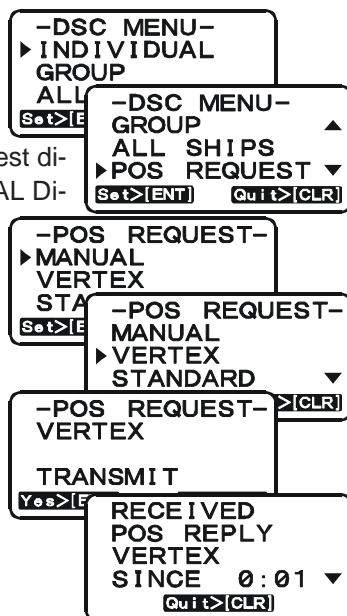 -DSC MENU-
▶INDIVIDUAL
GROUP
ALL
Set>[E
-DSC MENU-
GROUP ▲
ALL SHIPS
▶POS REQUEST ▼
Set>[ENT] Quit>[CLR]
est di-
AL Di-
-POS REQUEST-
▶MANUAL
VERTEX
STA
Set>[E
-POS REQUEST-
MANUAL
▶VERTEX
STANDARD ▼
>[CLR]
-POS REQUEST-
VERTEX
TRANSMIT
Yes>[E
RECEIVED
POS REPLY
VERTEX
SINCE 0:01 ▼
Quit>[CLR]